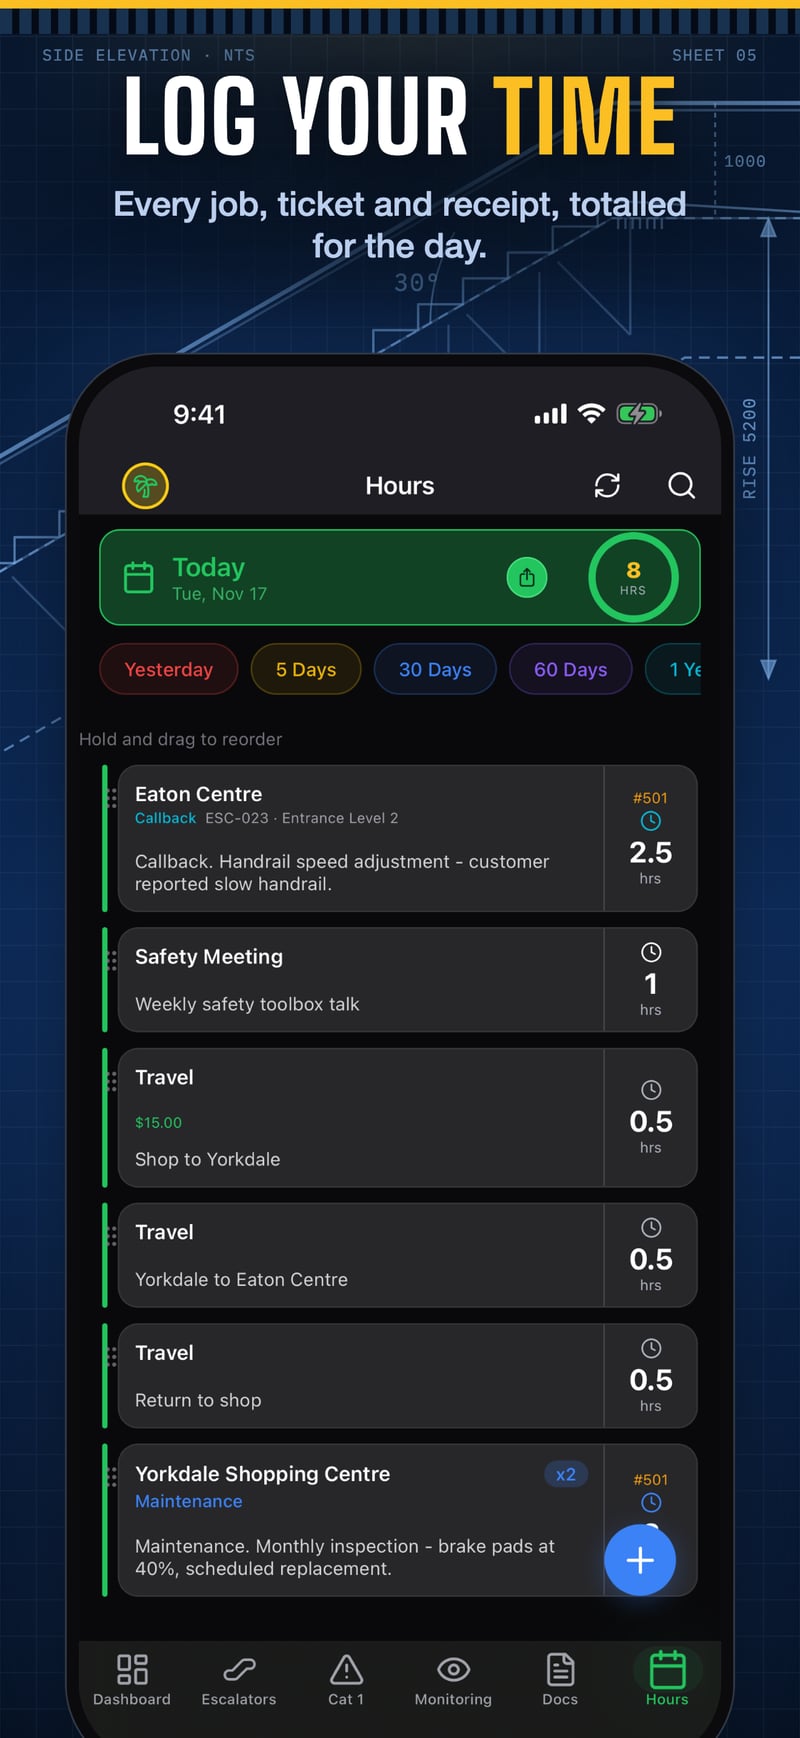 SIDE ELEVATION · NTS
SHEET 05
LOG YOUR TIME
1000
Every job, ticket and receipt, totalled
for the day.
30°
RISE 5200
9:41
Hours
Today
Tue, Nov 17
8
HRS
Yesterday
5 Days
30 Days
60 Days
1 Ye
Hold and drag to reorder
Eaton Centre
Callback ESC-023 · Entrance Level 2
Callback. Handrail speed adjustment - customer
reported slow handrail.
#501
2.5
hrs
Safety Meeting
Weekly safety toolbox talk
1
hrs
Travel
$15.00
Shop to Yorkdale
0.5
hrs
Travel
Yorkdale to Eaton Centre
0.5
hrs
Travel
Return to shop
0.5
hrs
Yorkdale Shopping Centre
x2
Maintenance
Maintenance. Monthly inspection - brake pads at
40%, scheduled replacement.
#501
Dashboard
Escalators
Cat 1
Monitoring
Docs
Hours